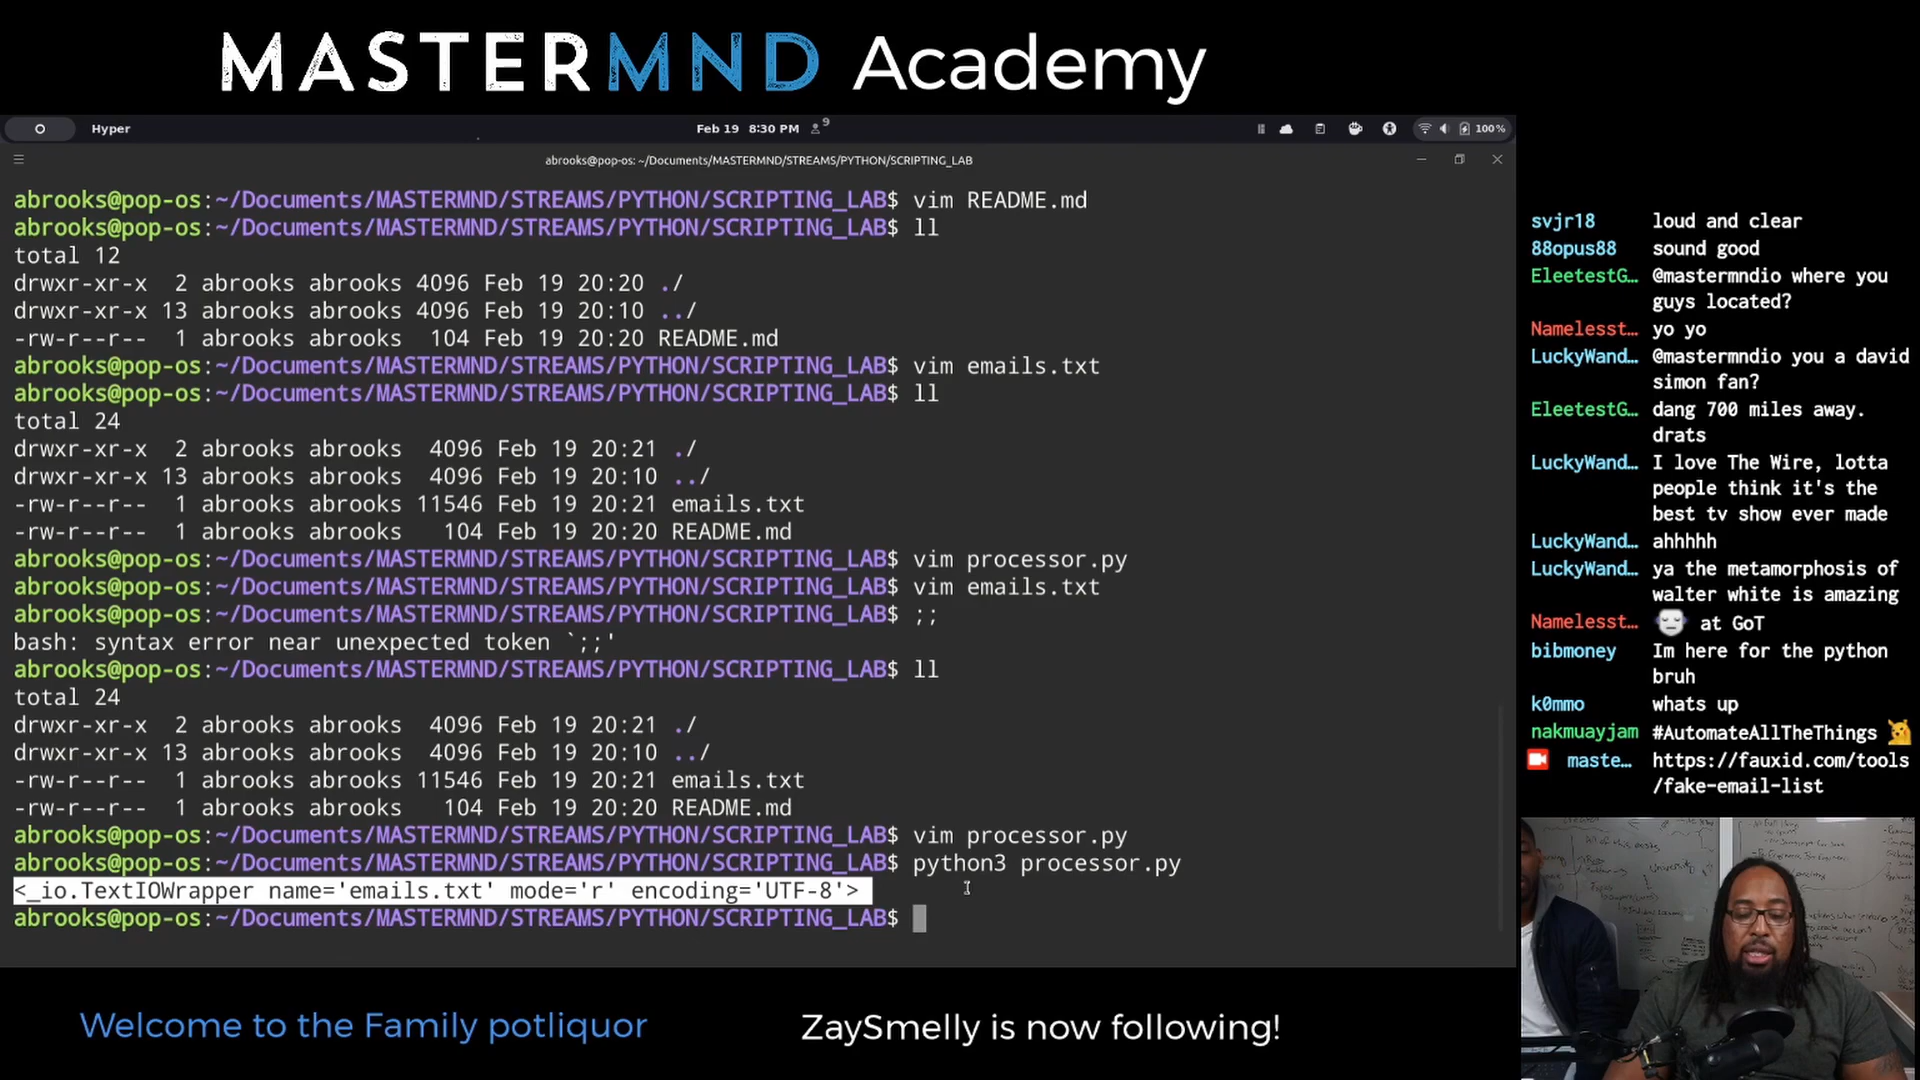 MASTERMND Academy
Hyper
Feb 19 8:30 PM
9
100%
abrooks@pop-os: ~/Documents/MASTERMND/STREAMS/PYTHON/SCRIPTING_LAB
abrooks@pop-os:~/Documents/MASTERMND/STREAMS/PYTHON/SCRIPTING_LAB$ vim README.md
abrooks@pop-os:~/Documents/MASTERMND/STREAMS/PYTHON/SCRIPTING_LAB$ ll
total 12
drwxr-xr-x  2 abrooks abrooks 4096 Feb 19 20:20 ./
drwxr-xr-x 13 abrooks abrooks 4096 Feb 19 20:10 ../
-rw-r--r--  1 abrooks abrooks  104 Feb 19 20:20 README.md
abrooks@pop-os:~/Documents/MASTERMND/STREAMS/PYTHON/SCRIPTING_LAB$ vim emails.txt
abrooks@pop-os:~/Documents/MASTERMND/STREAMS/PYTHON/SCRIPTING_LAB$ ll
total 24
drwxr-xr-x  2 abrooks abrooks  4096 Feb 19 20:21 ./
drwxr-xr-x 13 abrooks abrooks  4096 Feb 19 20:10 ../
-rw-r--r--  1 abrooks abrooks 11546 Feb 19 20:21 emails.txt
-rw-r--r--  1 abrooks abrooks   104 Feb 19 20:20 README.md
abrooks@pop-os:~/Documents/MASTERMND/STREAMS/PYTHON/SCRIPTING_LAB$ vim processor.py
abrooks@pop-os:~/Documents/MASTERMND/STREAMS/PYTHON/SCRIPTING_LAB$ vim emails.txt
abrooks@pop-os:~/Documents/MASTERMND/STREAMS/PYTHON/SCRIPTING_LAB$ ;;
bash: syntax error near unexpected token `;;'
abrooks@pop-os:~/Documents/MASTERMND/STREAMS/PYTHON/SCRIPTING_LAB$ ll
total 24
drwxr-xr-x  2 abrooks abrooks  4096 Feb 19 20:21 ./
drwxr-xr-x 13 abrooks abrooks  4096 Feb 19 20:10 ../
-rw-r--r--  1 abrooks abrooks 11546 Feb 19 20:21 emails.txt
-rw-r--r--  1 abrooks abrooks   104 Feb 19 20:20 README.md
abrooks@pop-os:~/Documents/MASTERMND/STREAMS/PYTHON/SCRIPTING_LAB$ vim processor.py
abrooks@pop-os:~/Documents/MASTERMND/STREAMS/PYTHON/SCRIPTING_LAB$ python3 processor.py
<_io.TextIOWrapper name='emails.txt' mode='r' encoding='UTF-8'>
abrooks@pop-os:~/Documents/MASTERMND/STREAMS/PYTHON/SCRIPTING_LAB$
svjr18 loud and clear
88opus88 sound good
EleetestG… @mastermndio where you
guys located?
Namelesst… yo yo
LuckyWand… @mastermndio you a david
simon fan?
EleetestG… dang 700 miles away.
drats
LuckyWand… I love The Wire, lotta
people think it's the
best tv show ever made
LuckyWand… ahhhhh
LuckyWand… ya the metamorphosis of
walter white is amazing
Namelesst… at GoT
bibmoney Im here for the python
bruh
k0mmo whats up
nakmuayjam #AutomateAllTheThings
maste… https://fauxid.com/tools
/fake-email-list
Welcome to the Family potliquor
ZaySmelly is now following!